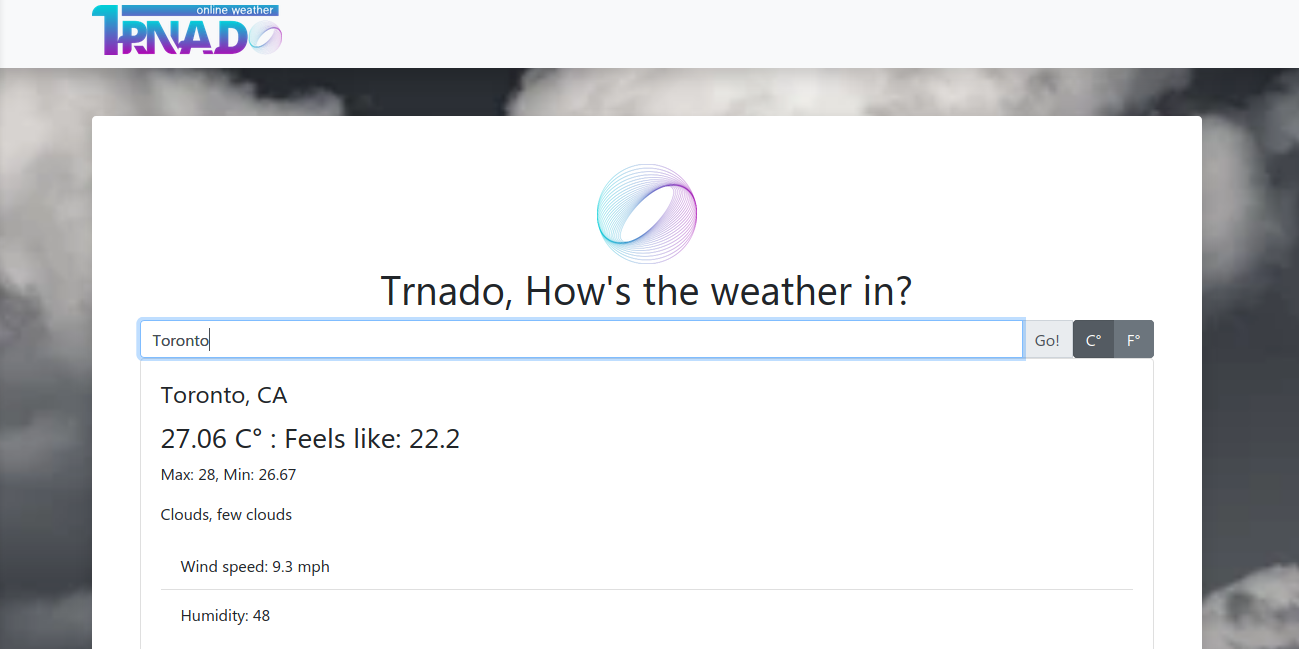 online weather
TRNADO
Trnado, How's the weather in?
Toronto Go! C° F°
Toronto, CA
27.06 C° : Feels like: 22.2
Max: 28, Min: 26.67
Clouds, few clouds
Wind speed: 9.3 mph
Humidity: 48